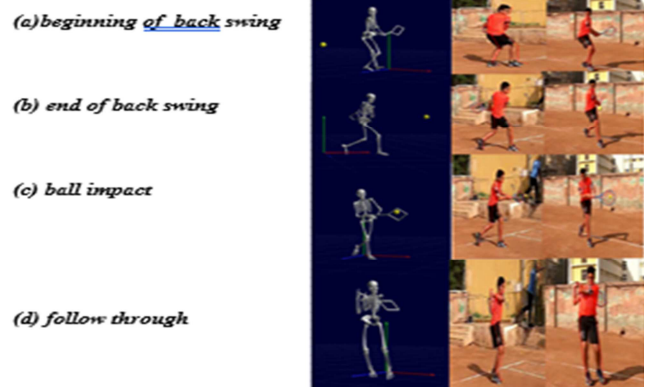 (a)beginning of back swing
(b) end of back swing
(c) ball impact
(d) follow through